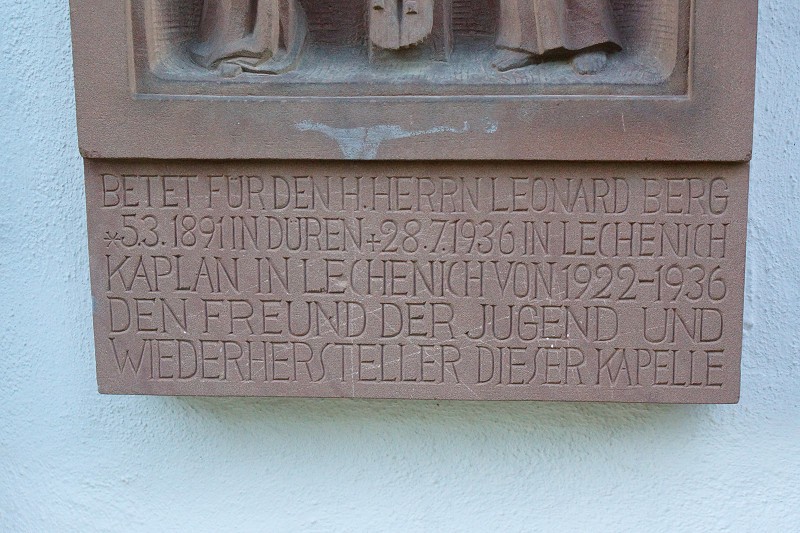 BETET FÜR DEN H. HERRN LEONARD BERG
*5.3.1891 IN DÜREN +28.7.1936 IN LECHENICH
KAPLAN IN LECHENICH VON 1922-1936
DEN FREUND DER JUGEND UND
WIEDERHERSTELLER DIESER KAPELLE